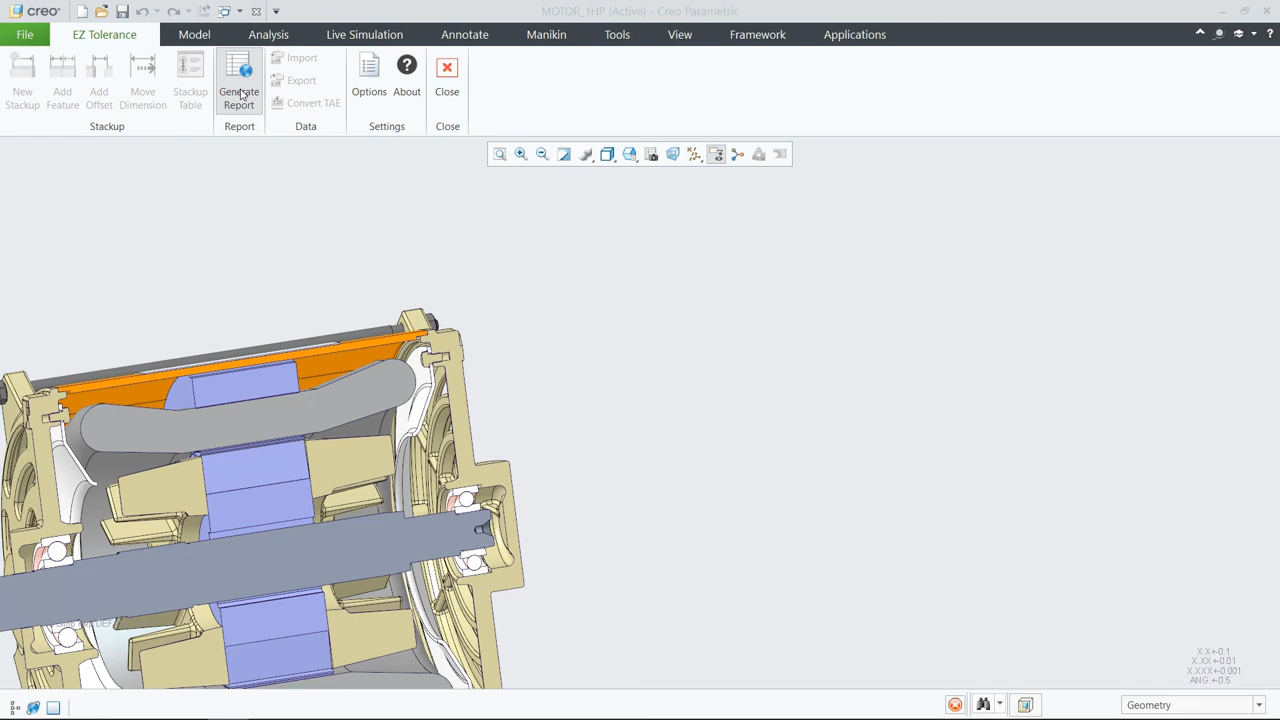 creo
MOTOR_1HP (Active) - Creo Parametric
File
EZ Tolerance
Model
Analysis
Live Simulation
Annotate
Manikin
Tools
View
Framework
Applications
New
Stackup
Add
Feature
Add
Offset
Move
Dimension
Stackup
Table
Generate
Report
Import
Export
Convert TAE
Options
About
Close
Stackup
Report
Data
Settings
Close
X.X+-0.1
X.XX+-0.01
X.XXX+-0.001
ANG.+-0.5
Geometry